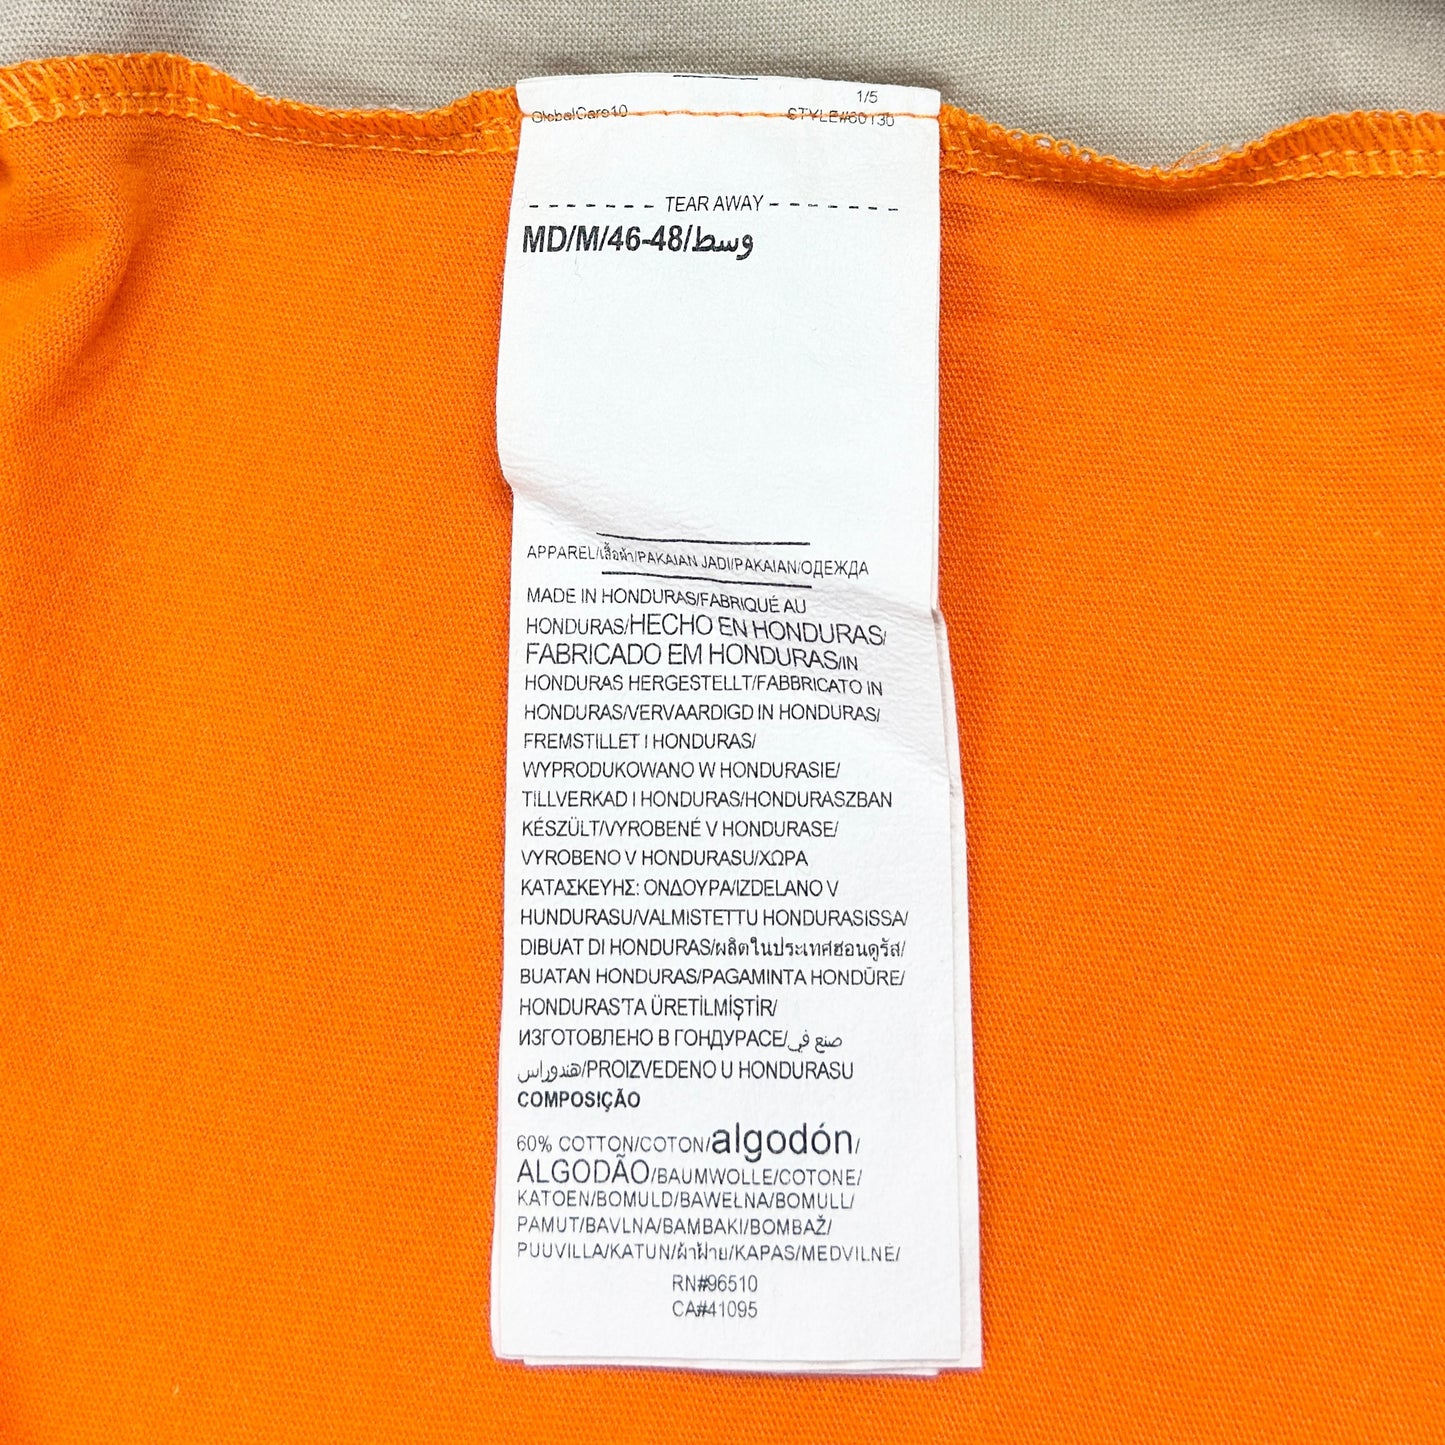 1/5
GlobalCare10 STYLE#60130
TEAR AWAY
MD/M/46-48/وسط
APPAREL/เสื้อผ้า/PAKAIAN JADI/PAKAIAN/ОДЕЖДА
MADE IN HONDURAS/FABRIQUÉ AU
HONDURAS/HECHO EN HONDURAS/
FABRICADO EM HONDURAS/IN
HONDURAS HERGESTELLT/FABBRICATO IN
HONDURAS/VERVAARDIGD IN HONDURAS/
FREMSTILLET I HONDURAS/
WYPRODUKOWANO W HONDURASIE/
TILLVERKAD I HONDURAS/HONDURASZBAN
KÉSZÜLT/VYROBENÉ V HONDURASE/
VYROBENO V HONDURASU/ΧΩΡΑ
ΚΑΤΑΣΚΕΥΗΣ: ΟΝΔΟΥΡΑ/IZDELANO V
HUNDURASU/VALMISTETTU HONDURASISSA/
DIBUAT DI HONDURAS/ผลิตในประเทศฮอนดูรัส/
BUATAN HONDURAS/PAGAMINTA HONDŪRE/
HONDURAS'TA ÜRETİLMİŞTİR/
ИЗГОТОВЛЕНО В ГОНДУРАСЕ/صنع في
هندوراس/PROIZVEDENO U HONDURASU
COMPOSIÇÃO
60% COTTON/COTON/algodón/
ALGODÃO/BAUMWOLLE/COTONE/
KATOEN/BOMULD/BAWEŁNA/BOMULL/
PAMUT/BAVLNA/BAMBAKI/BOMBAŽ/
PUUVILLA/KATUN/ผ้าฝ้าย/KAPAS/MEDVILNĖ/
RN#96510
CA#41095